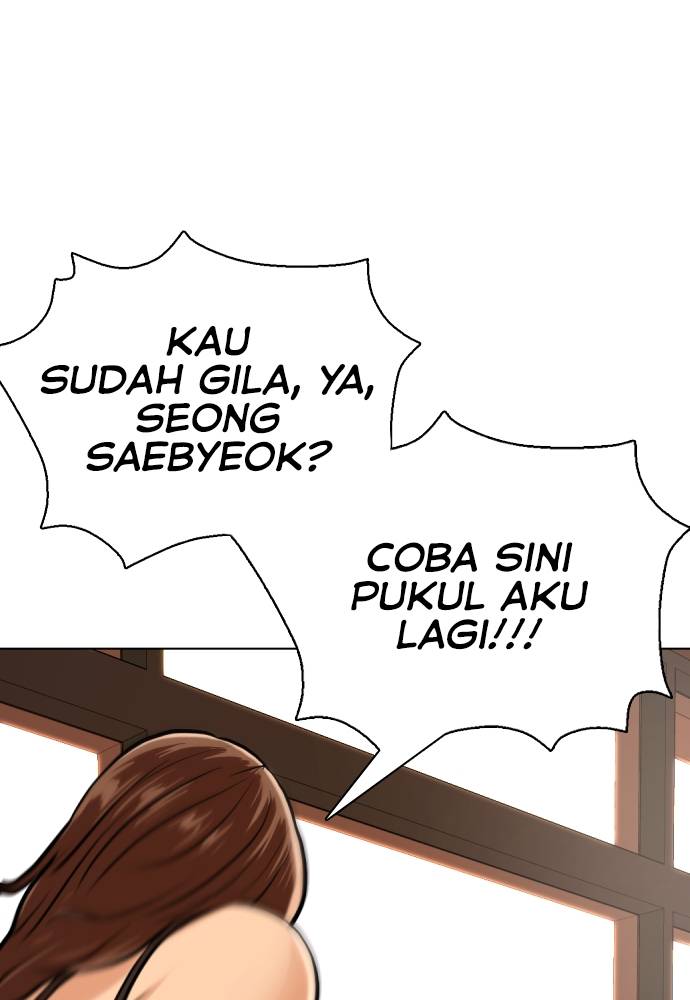 KAU
SUDAH GILA, YA,
SEONG
SAEBYEOK?
COBA SINI
PUKUL AKU
LAGI!!!